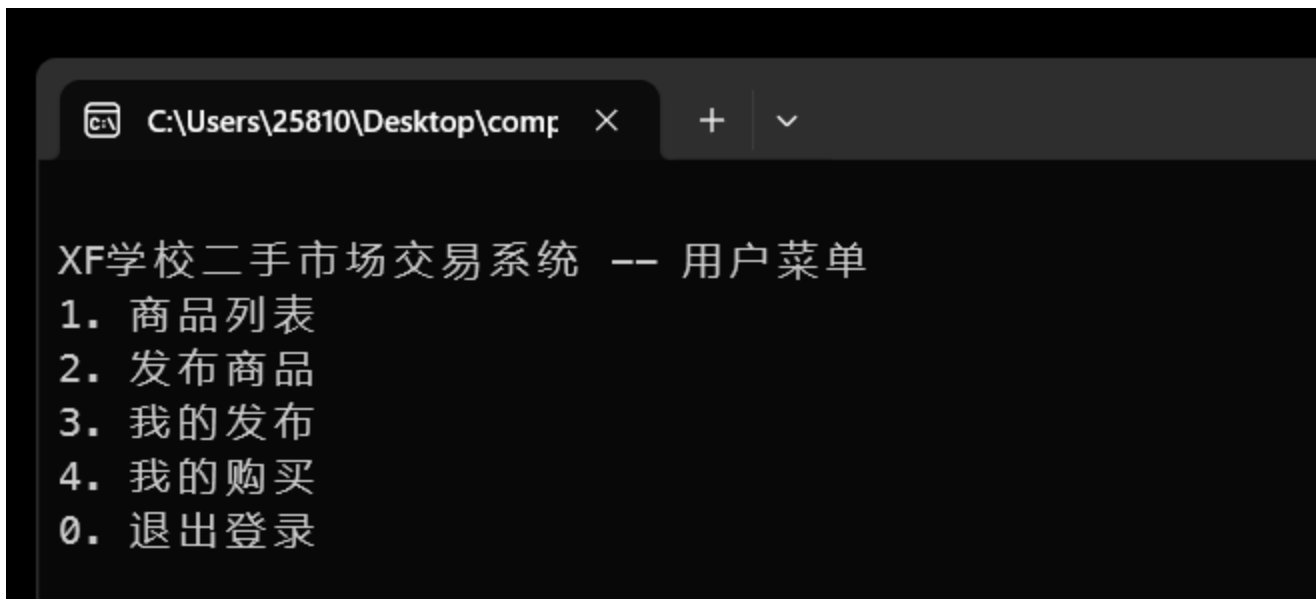 C:\Users\25810\Desktop\comp
XF学校二手市场交易系统 -- 用户菜单
1. 商品列表
2. 发布商品
3. 我的发布
4. 我的购买
0. 退出登录